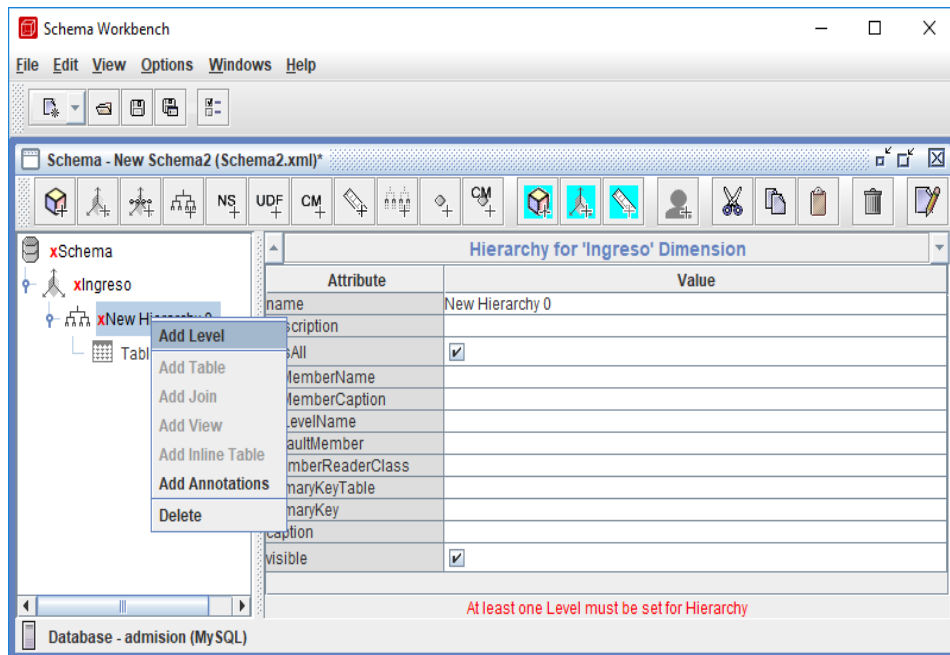 Schema Workbench
File Edit View Options Windows Help
Schema - New Schema2 (Schema2.xml)*
NS UDF CM CM
xSchema
xIngreso
xNew Hierarchy 0
Tabl
Add Level
Add Table
Add Join
Add View
Add Inline Table
Add Annotations
Delete
Hierarchy for 'Ingreso' Dimension
Attribute Value
name New Hierarchy 0
scription
sAll
MemberName
MemberCaption
LevelName
aultMember
mberReaderClass
maryKeyTable
maryKey
caption
visible
At least one Level must be set for Hierarchy
Database - admision (MySQL)